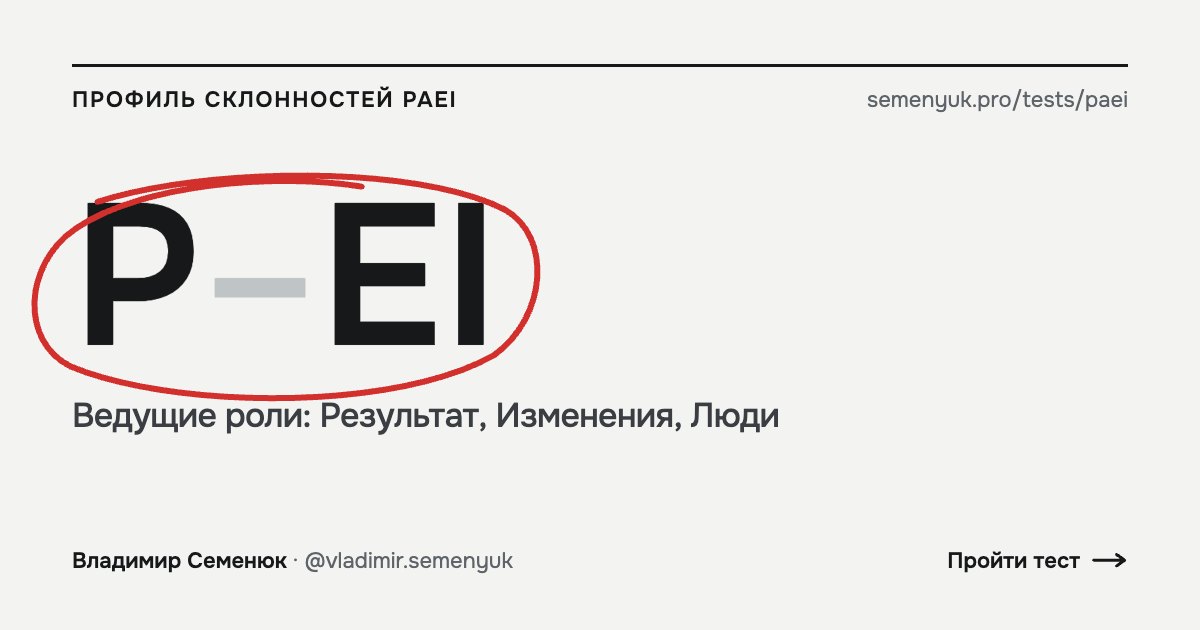 ПРОФИЛЬ СКЛОННОСТЕЙ PAEI
semenyuk.pro/tests/paei
P–EI
Ведущие роли: Результат, Изменения, Люди
Владимир Семенюк · @vladimir.semenyuk
Пройти тест →